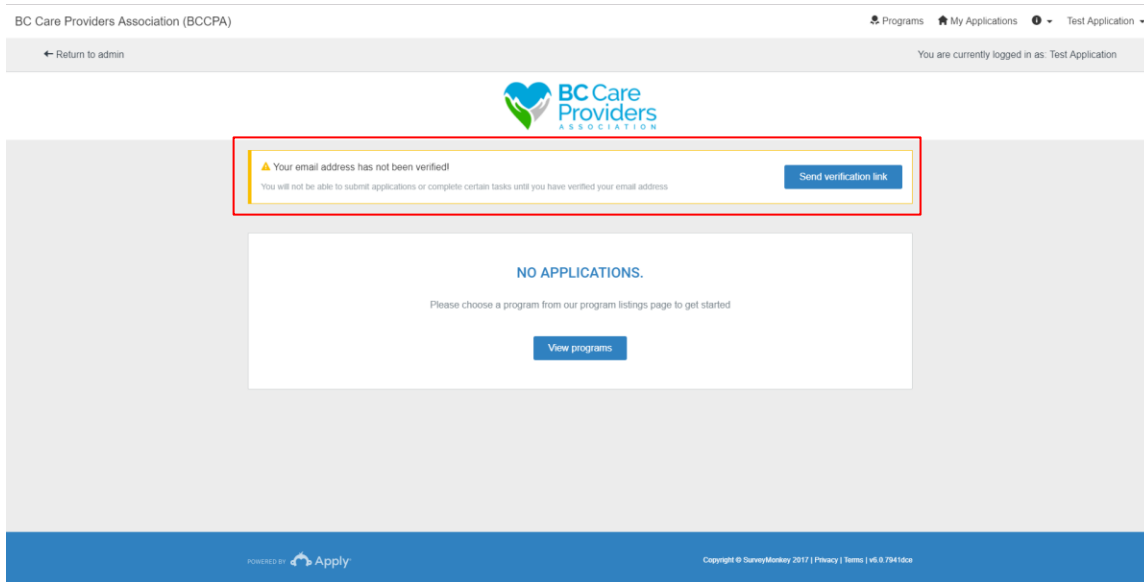 BC Care Providers Association (BCCPA)
Programs My Applications Test Application
Return to admin
You are currently logged in as: Test Application
BC Care
Providers
ASSOCIATION
Your email address has not been verified!
You will not be able to submit applications or complete certain tasks until you have verified your email address
Send verification link
NO APPLICATIONS.
Please choose a program from our program listings page to get started
View programs
POWERED BY Apply
Copyright © SurveyMonkey 2017 | Privacy | Terms | v6.0.7941dce